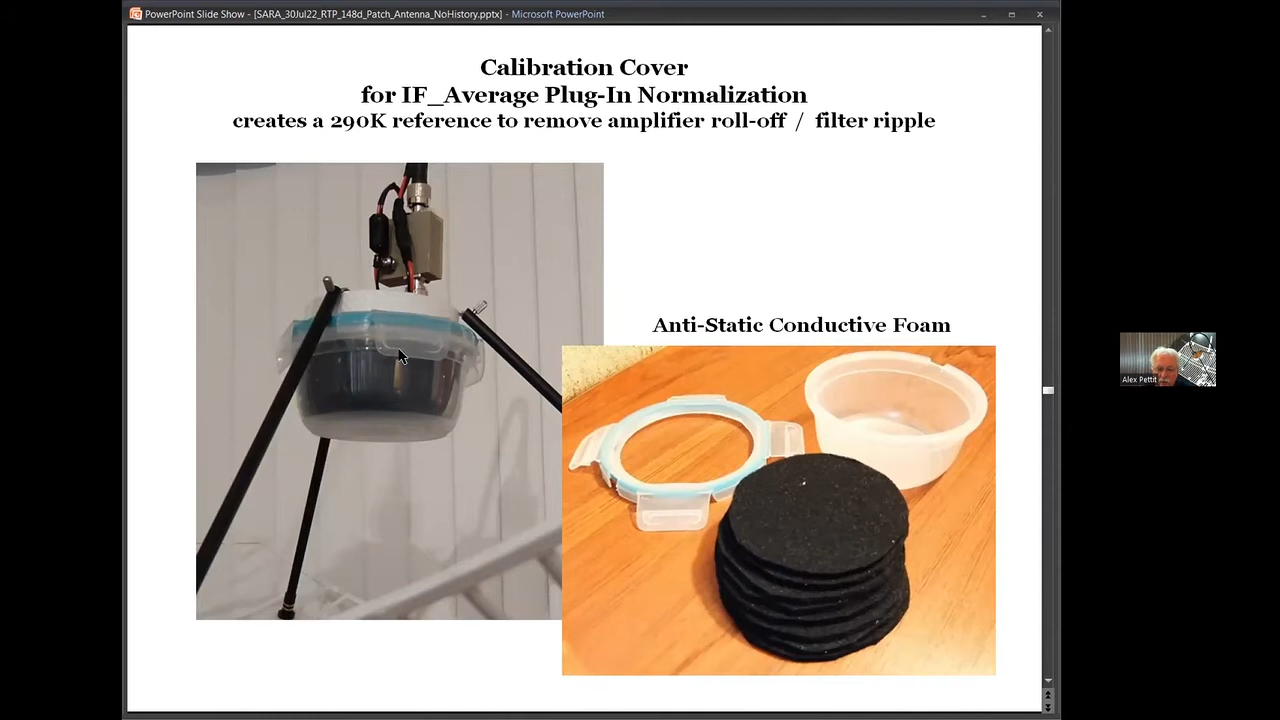 PowerPoint Slide Show - [SARA_30Jul22_RTP_148d_Patch_Antenna_NoHistory.pptx] - Microsoft PowerPoint
Calibration Cover
for IF_Average Plug-In Normalization
creates a 290K reference to remove amplifier roll-off / filter ripple
Anti-Static Conductive Foam
Alex Pettit